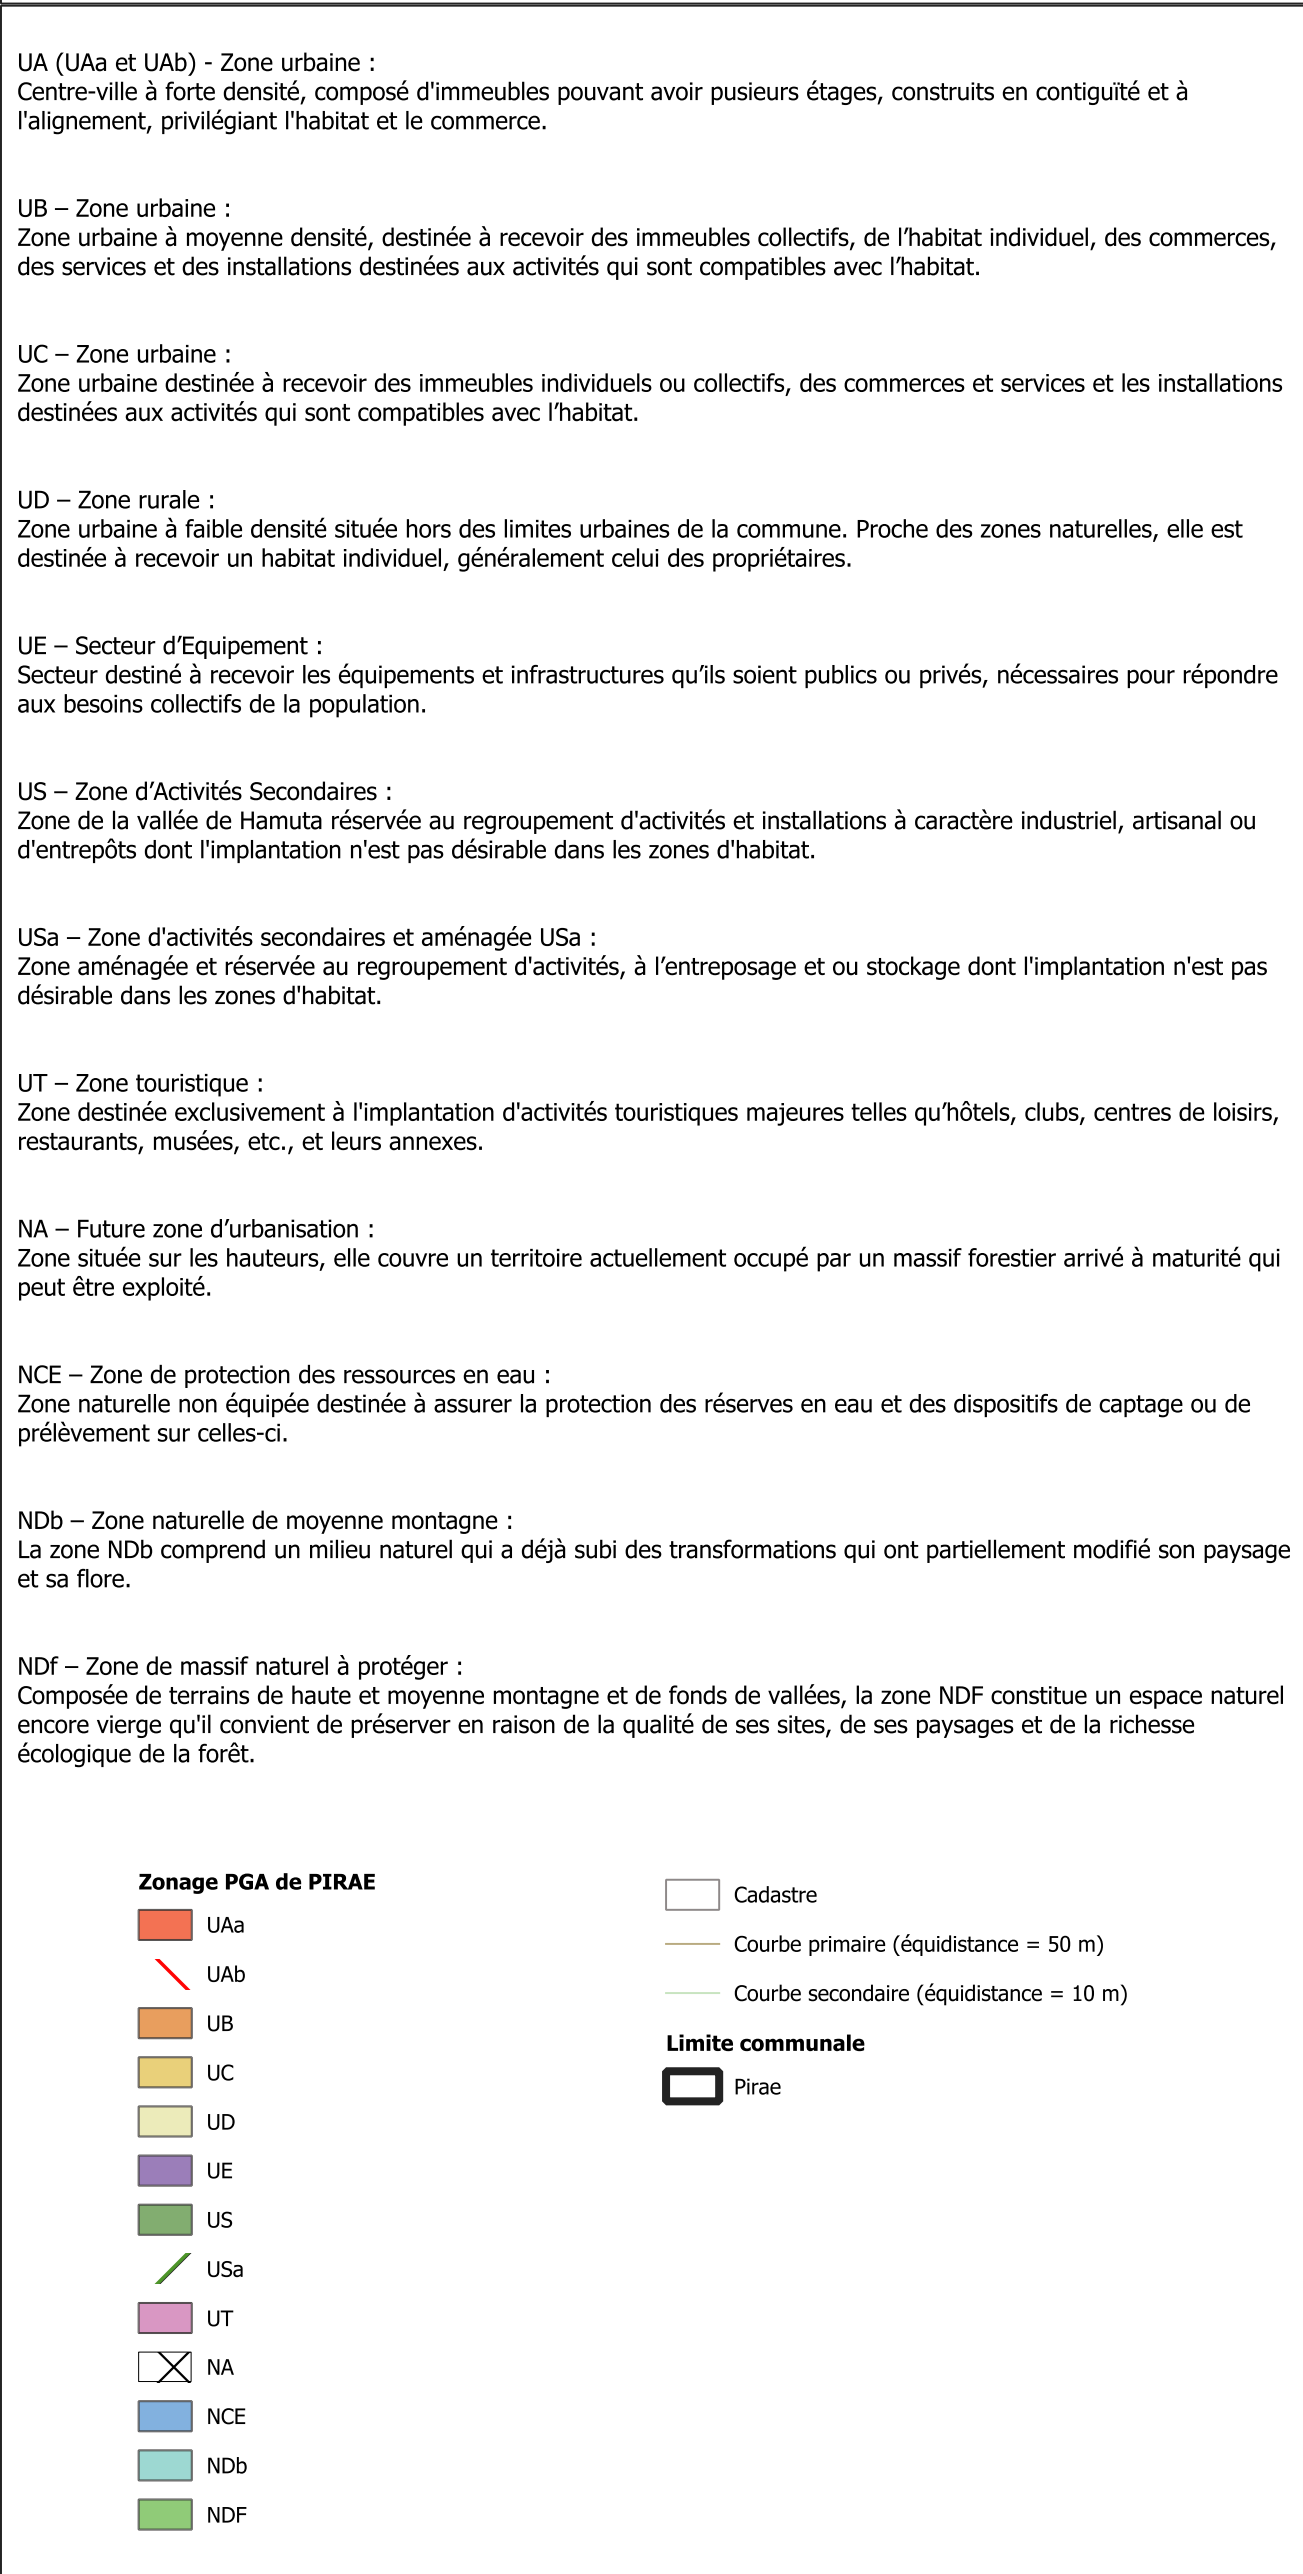 UA (UAa et UAb) - Zone urbaine :
Centre-ville à forte densité, composé d'immeubles pouvant avoir pusieurs étages, construits en contiguïté et à
l'alignement, privilégiant l'habitat et le commerce.
UB – Zone urbaine :
Zone urbaine à moyenne densité, destinée à recevoir des immeubles collectifs, de l’habitat individuel, des commerces,
des services et des installations destinées aux activités qui sont compatibles avec l’habitat.
UC – Zone urbaine :
Zone urbaine destinée à recevoir des immeubles individuels ou collectifs, des commerces et services et les installations
destinées aux activités qui sont compatibles avec l’habitat.
UD – Zone rurale :
Zone urbaine à faible densité située hors des limites urbaines de la commune. Proche des zones naturelles, elle est
destinée à recevoir un habitat individuel, généralement celui des propriétaires.
UE – Secteur d’Equipement :
Secteur destiné à recevoir les équipements et infrastructures qu’ils soient publics ou privés, nécessaires pour répondre
aux besoins collectifs de la population.
US – Zone d’Activités Secondaires :
Zone de la vallée de Hamuta réservée au regroupement d'activités et installations à caractère industriel, artisanal ou
d'entrepôts dont l'implantation n'est pas désirable dans les zones d'habitat.
USa – Zone d'activités secondaires et aménagée USa :
Zone aménagée et réservée au regroupement d'activités, à l’entreposage et ou stockage dont l'implantation n'est pas
désirable dans les zones d'habitat.
UT – Zone touristique :
Zone destinée exclusivement à l'implantation d'activités touristiques majeures telles qu’hôtels, clubs, centres de loisirs,
restaurants, musées, etc., et leurs annexes.
NA – Future zone d’urbanisation :
Zone située sur les hauteurs, elle couvre un territoire actuellement occupé par un massif forestier arrivé à maturité qui
peut être exploité.
NCE – Zone de protection des ressources en eau :
Zone naturelle non équipée destinée à assurer la protection des réserves en eau et des dispositifs de captage ou de
prélèvement sur celles-ci.
NDb – Zone naturelle de moyenne montagne :
La zone NDb comprend un milieu naturel qui a déjà subi des transformations qui ont partiellement modifié son paysage
et sa flore.
NDf – Zone de massif naturel à protéger :
Composée de terrains de haute et moyenne montagne et de fonds de vallées, la zone NDF constitue un espace naturel
encore vierge qu'il convient de préserver en raison de la qualité de ses sites, de ses paysages et de la richesse
écologique de la forêt.
Zonage PGA de PIRAE
UAa
UAb
UB
UC
UD
UE
US
USa
UT
NA
NCE
NDb
NDF
Cadastre
Courbe primaire (équidistance = 50 m)
Courbe secondaire (équidistance = 10 m)
Limite communale
Pirae